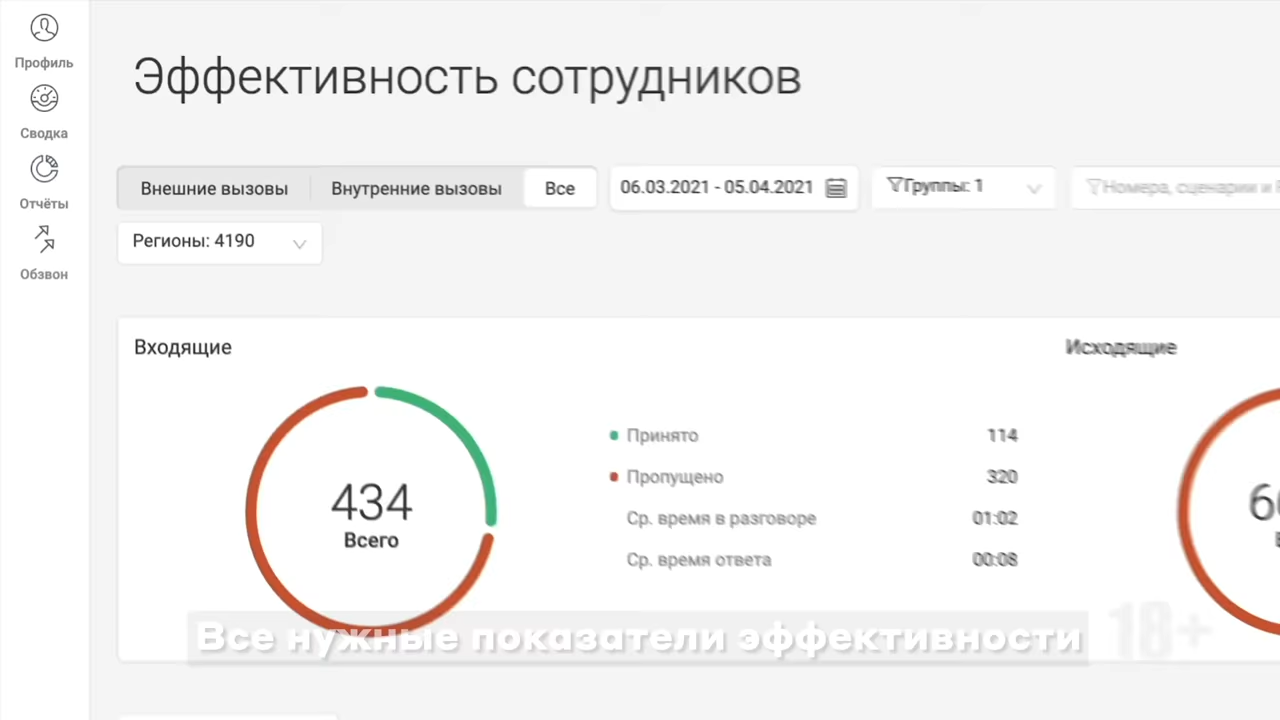 Профиль
Сводка
Отчёты
Обзвон
Эффективность сотрудников
Внешние вызовы Внутренние вызовы Все 06.03.2021 - 05.04.2021 Группы: 1 Номера, сценарии и
Регионы: 4190
Входящие
434
Всего
Принято 114
Пропущено 320
Ср. время в разговоре 01:02
Ср. время ответа 00:08
Исходящие
Все нужные показатели эффективности
18+